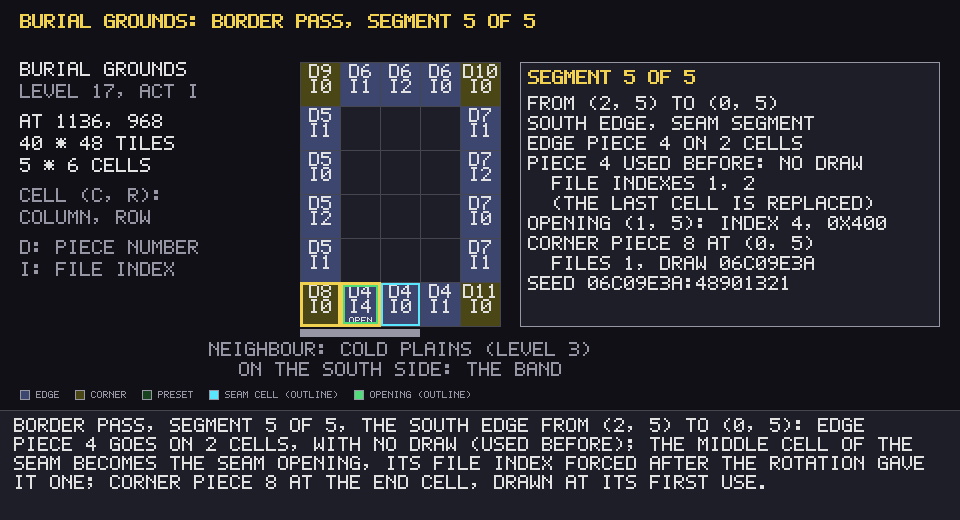 BURIAL GROUNDS: BORDER PASS, SEGMENT 5 OF 5
BURIAL GROUNDS
LEVEL 17, ACT I
AT 1136, 968
40 * 48 TILES
5 * 6 CELLS
CELL (C, R):
COLUMN, ROW
D: PIECE NUMBER
I: FILE INDEX
D9 D6 D6 D6 D10
I0 I1 I2 I0 I0
D5 D7
I1 I1
D5 D7
I0 I2
D5 D7
I2 I0
D5 D7
I1 I1
D8 D4 D4 D4 D11
I0 I4 I0 I1 I0
OPEN
NEIGHBOUR: COLD PLAINS (LEVEL 3)
ON THE SOUTH SIDE: THE BAND
SEGMENT 5 OF 5
FROM (2, 5) TO (0, 5)
SOUTH EDGE, SEAM SEGMENT
EDGE PIECE 4 ON 2 CELLS
PIECE 4 USED BEFORE: NO DRAW
FILE INDEXES 1, 2
(THE LAST CELL IS REPLACED)
OPENING (1, 5): INDEX 4, 0X400
CORNER PIECE 8 AT (0, 5)
FILES 1, DRAW 06C09E3A
SEED 06C09E3A:48901321
EDGE CORNER PRESET SEAM CELL (OUTLINE) OPENING (OUTLINE)
BORDER PASS, SEGMENT 5 OF 5, THE SOUTH EDGE FROM (2, 5) TO (0, 5): EDGE
PIECE 4 GOES ON 2 CELLS, WITH NO DRAW (USED BEFORE); THE MIDDLE CELL OF THE
SEAM BECOMES THE SEAM OPENING, ITS FILE INDEX FORCED AFTER THE ROTATION GAVE
IT ONE; CORNER PIECE 8 AT THE END CELL, DRAWN AT ITS FIRST USE.